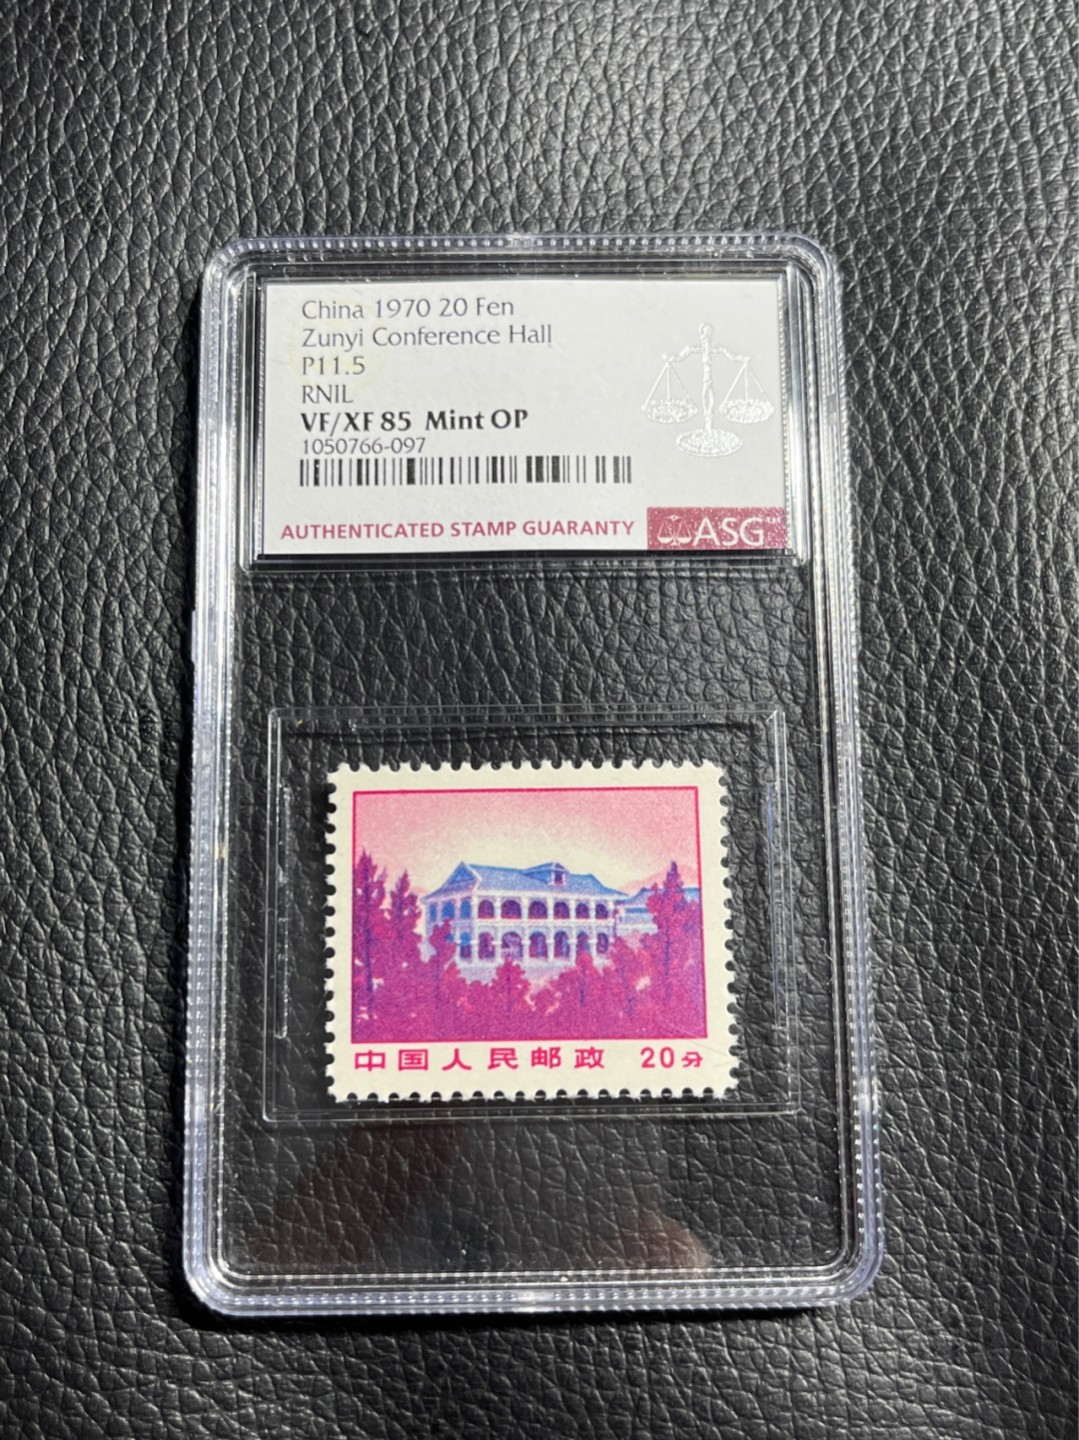 China 1970 20 Fen
Zunyi Conference Hall
P11.5
RNIL
VF/XF 85 Mint OP
1050766-097
AUTHENTICATED STAMP GUARANTY
ASG™
中国人民邮政 20分